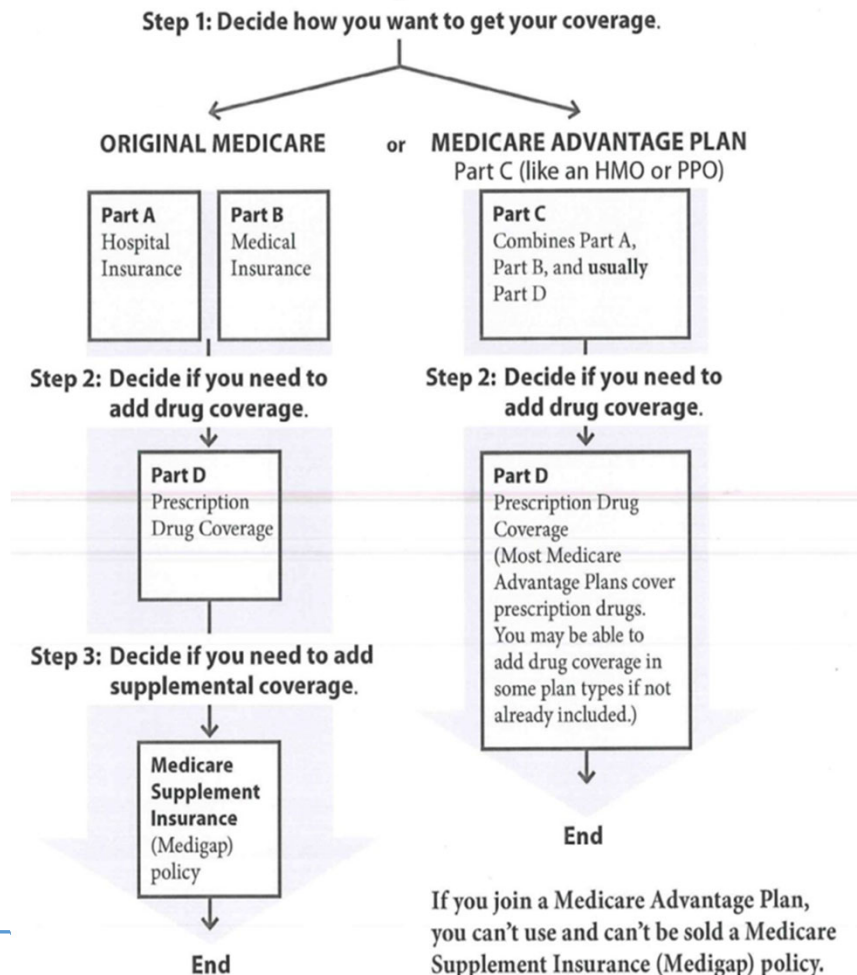 Step 1: Decide how you want to get your coverage.
ORIGINAL MEDICARE or MEDICARE ADVANTAGE PLAN
Part C (like an HMO or PPO)
Part A
Hospital
Insurance
Part B
Medical
Insurance
Part C
Combines Part A,
Part B, and usually
Part D
Step 2: Decide if you need to
add drug coverage.
Part D
Prescription
Drug Coverage
Step 3: Decide if you need to add
supplemental coverage.
Medicare
Supplement
Insurance
(Medigap)
policy
End
Step 2: Decide if you need to
add drug coverage.
Part D
Prescription Drug
Coverage
(Most Medicare
Advantage Plans cover
prescription drugs.
You may be able to
add drug coverage in
some plan types if not
already included.)
End
If you join a Medicare Advantage Plan,
you can't use and can't be sold a Medicare
Supplement Insurance (Medigap) policy.